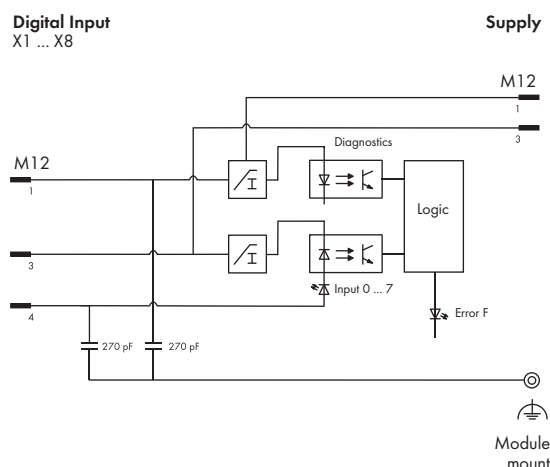 Digital Input
X1 ... X8
Supply
M12
1
3
Diagnostics
M12
1
I
Logic
3
I
4
Input 0 ... 7
Error F
270 pF
270 pF
Module
mount